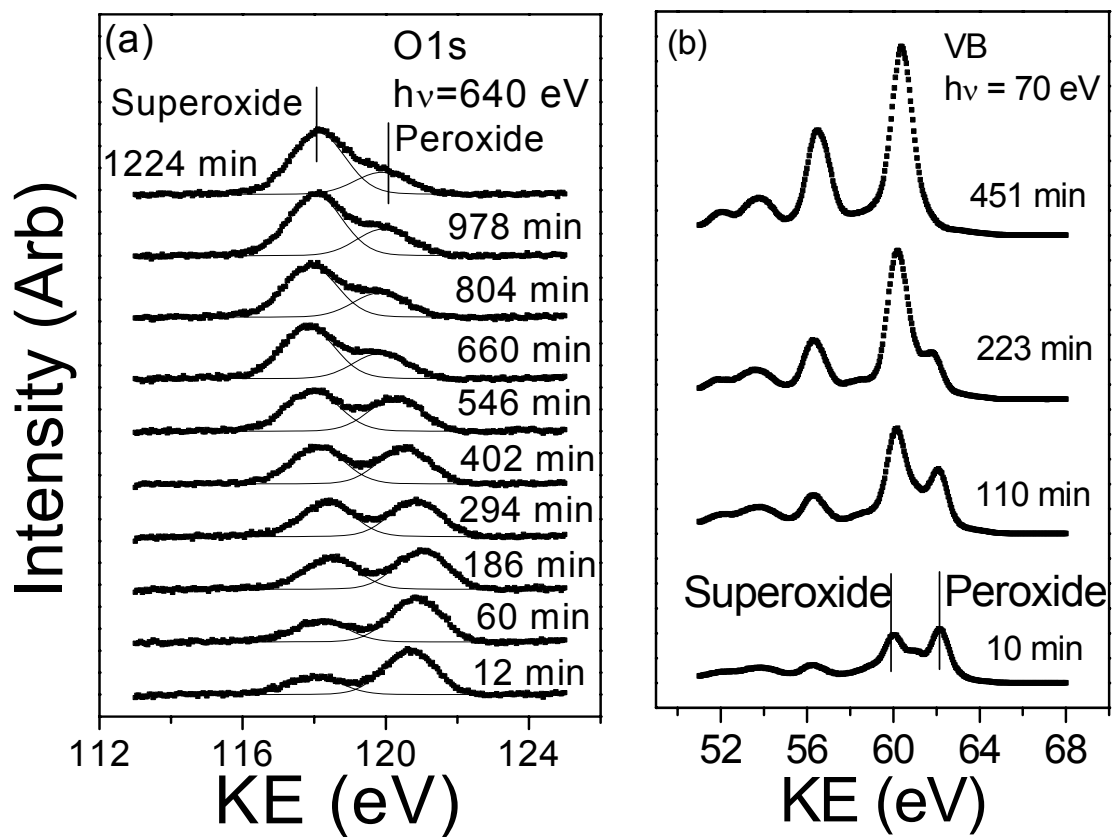 (a)
O1s
hν=640 eV
Superoxide
Peroxide
1224 min
978 min
804 min
660 min
546 min
402 min
294 min
186 min
60 min
12 min
Intensity (Arb)
112 116 120 124
KE (eV)
(b)
VB
hν = 70 eV
451 min
223 min
110 min
Superoxide
Peroxide
10 min
52 56 60 64 68
KE (eV)